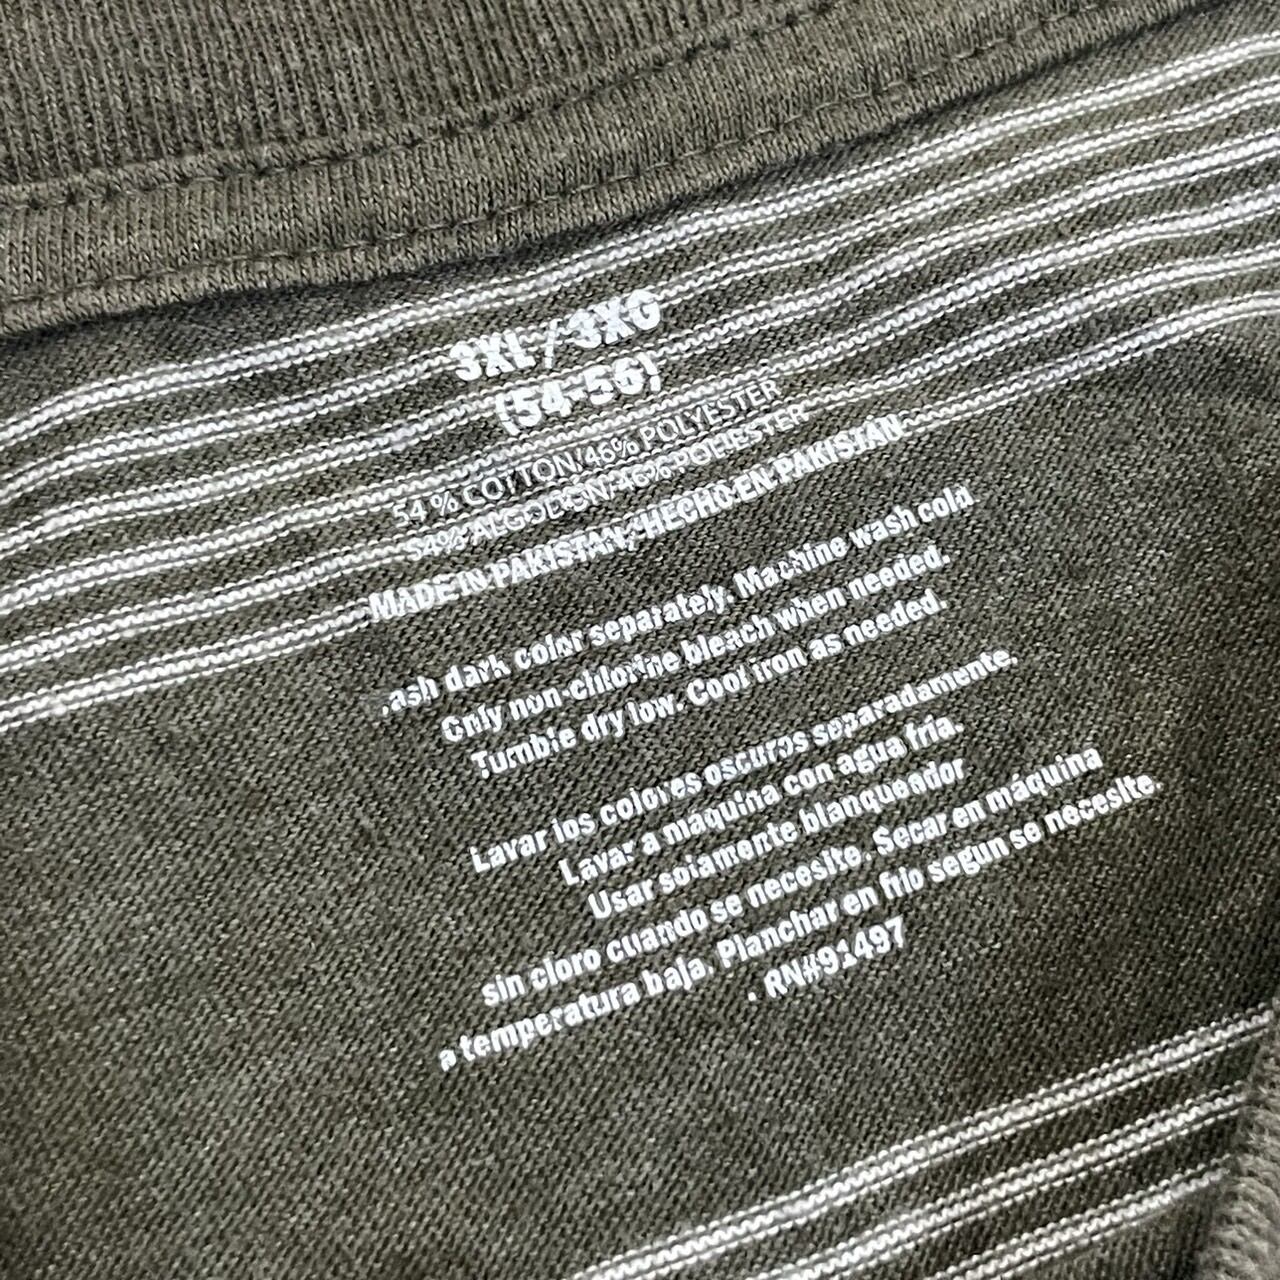 3XL/3XG
(54-56)
54% COTTON/46% POLYESTER
54% ALGODON/46% POLIESTER
MADE IN PAKISTAN/HECHO EN PAKISTAN
ash dark color separately. Machine wash cold
Only non-chlorine bleach when needed.
Tumble dry low. Cool iron as needed.
Lavar los colores oscuros separadamente.
Lavar a maquina con agua fría.
Usar solamente blanqueador
sin cloro cuando se necesite. Secar en máquina
a temperatura baja. Planchar en frio segun se necesite.
. RN#91497